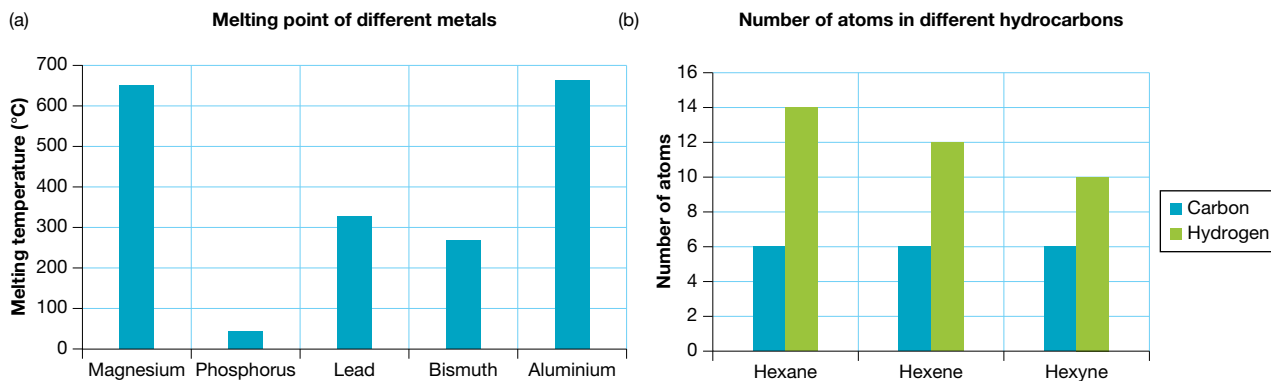 (a)
Melting point of different metals
Melting temperature (°C)
700
600
500
400
300
200
100
0
Magnesium Phosphorus Lead Bismuth Aluminium
(b)
Number of atoms in different hydrocarbons
Number of atoms
16
14
12
10
8
6
4
2
0
Hexane Hexene Hexyne
Carbon
Hydrogen